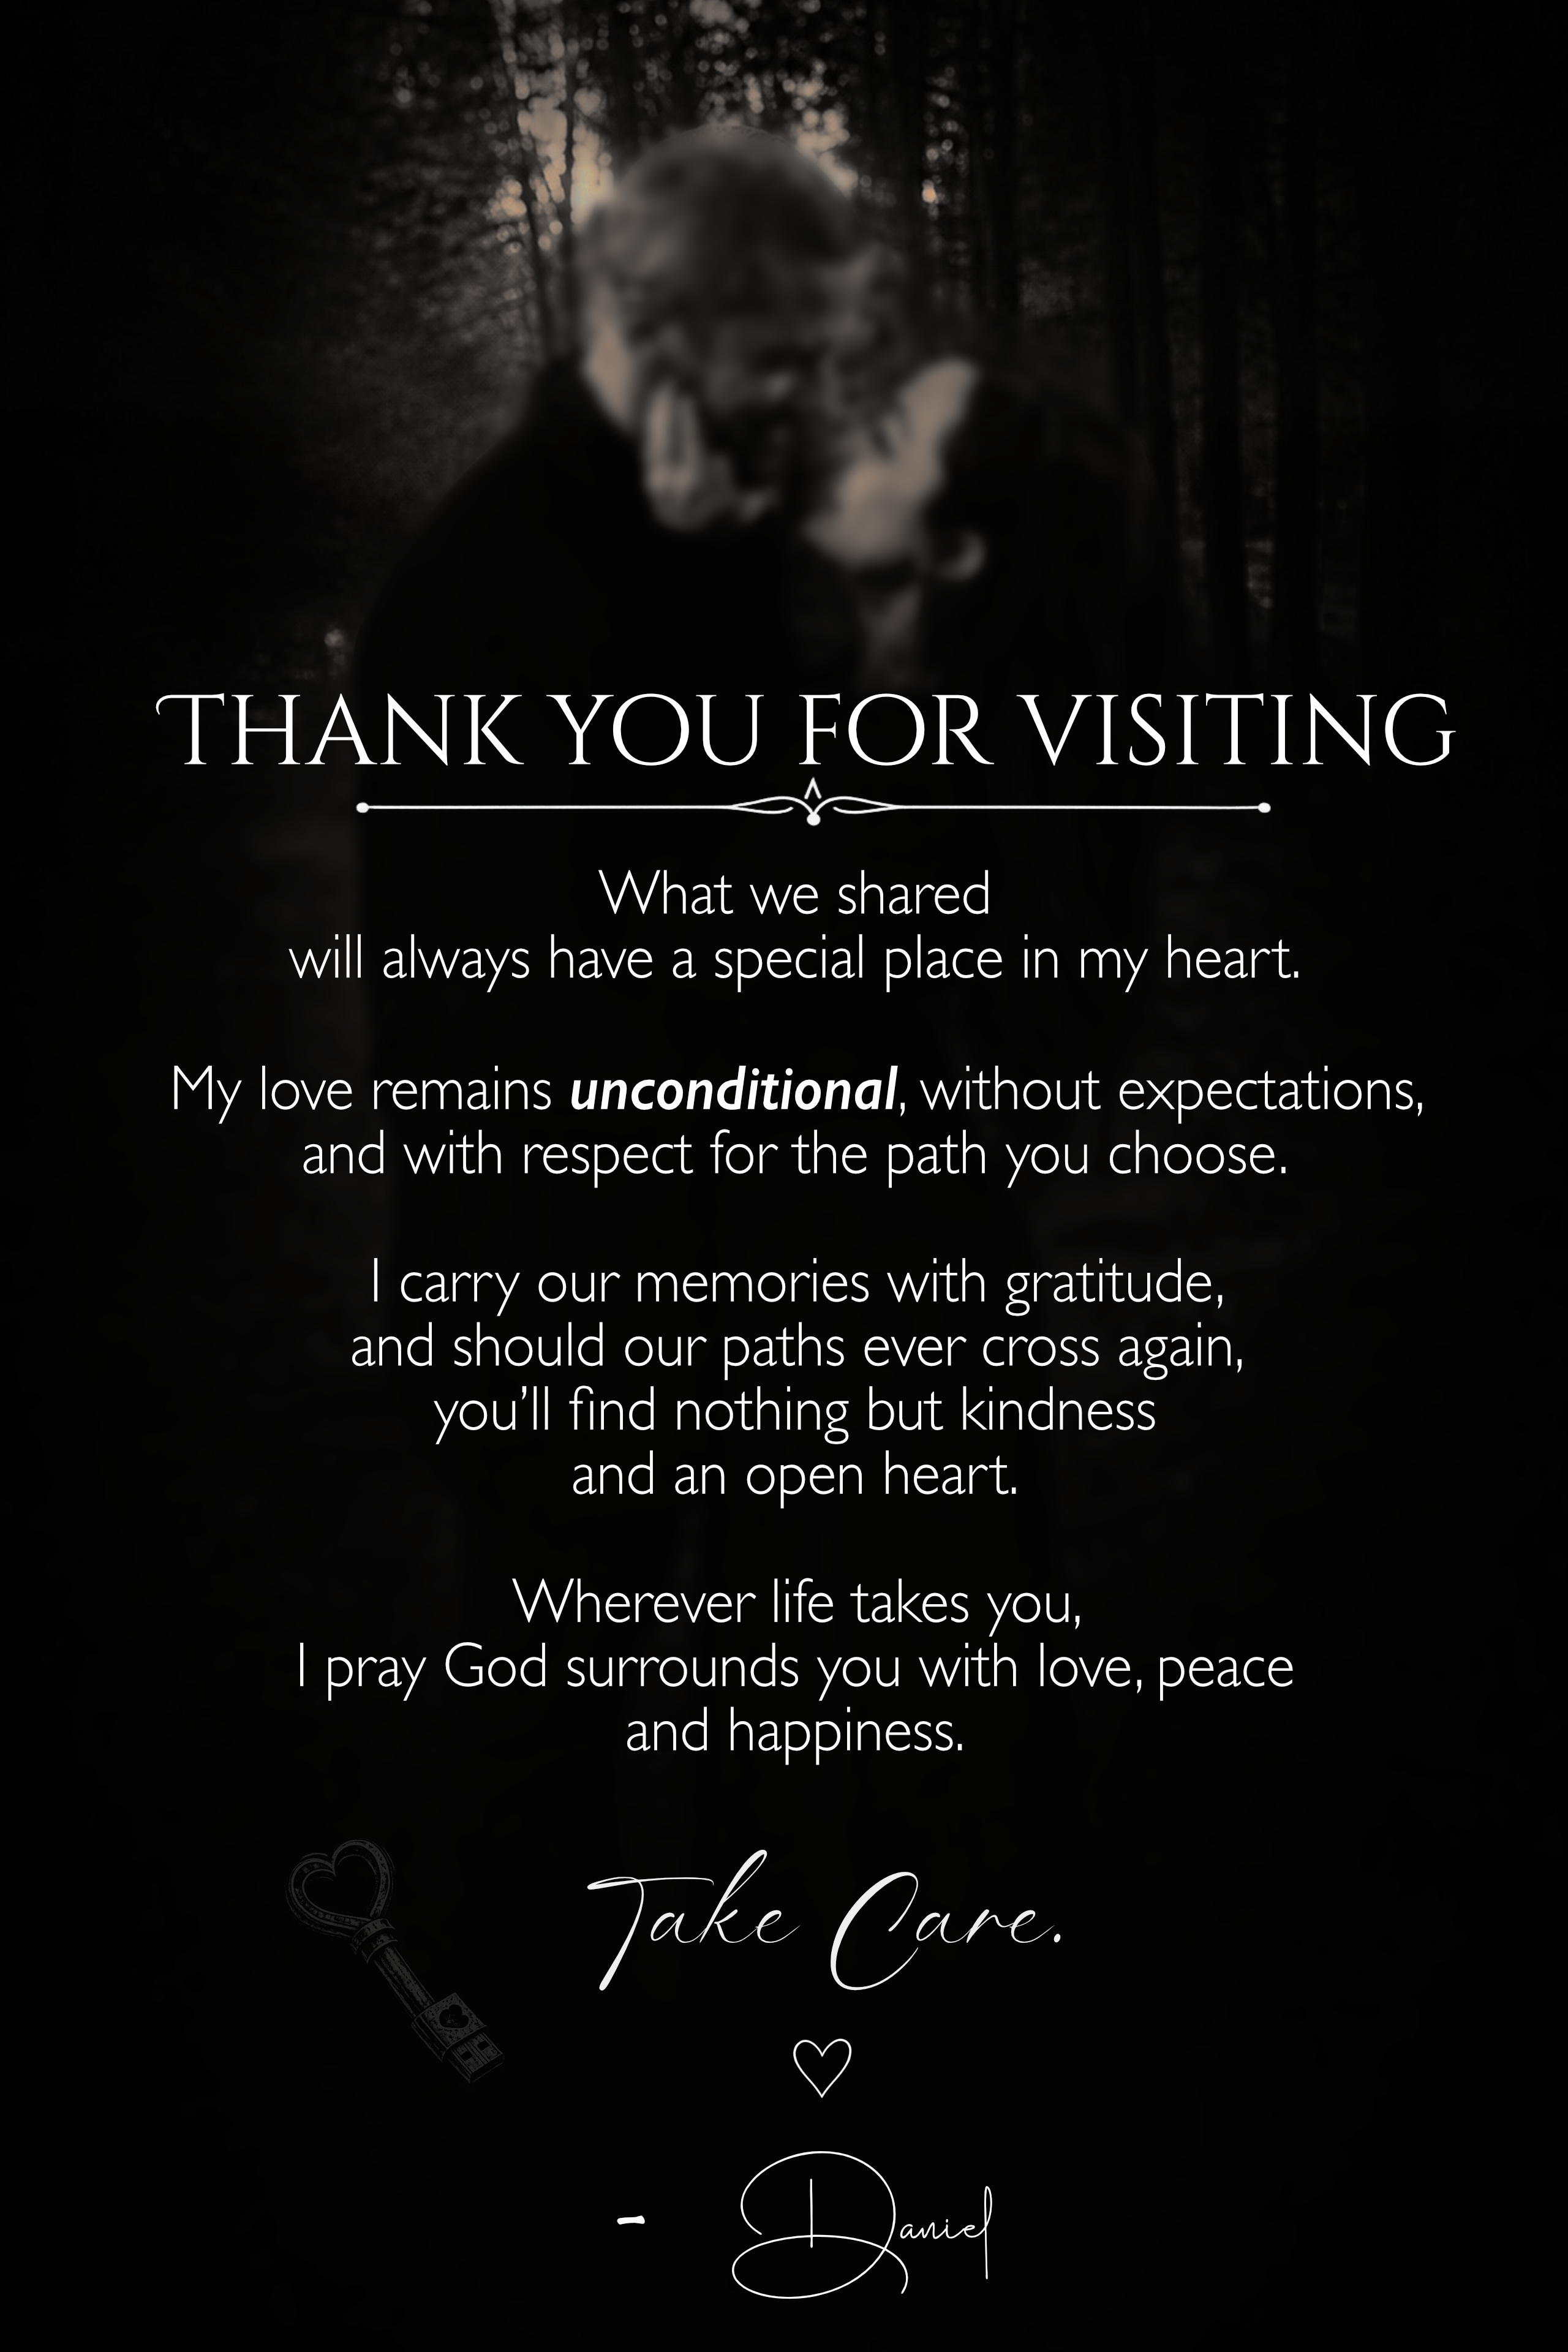 THANK YOU FOR VISITING
What we shared
will always have a special place in my heart.
My love remains unconditional, without expectations,
and with respect for the path you choose.
I carry our memories with gratitude,
and should our paths ever cross again,
you’ll find nothing but kindness
and an open heart.
Wherever life takes you,
I pray God surrounds you with love, peace
and happiness.
Take Care.
- Daniel